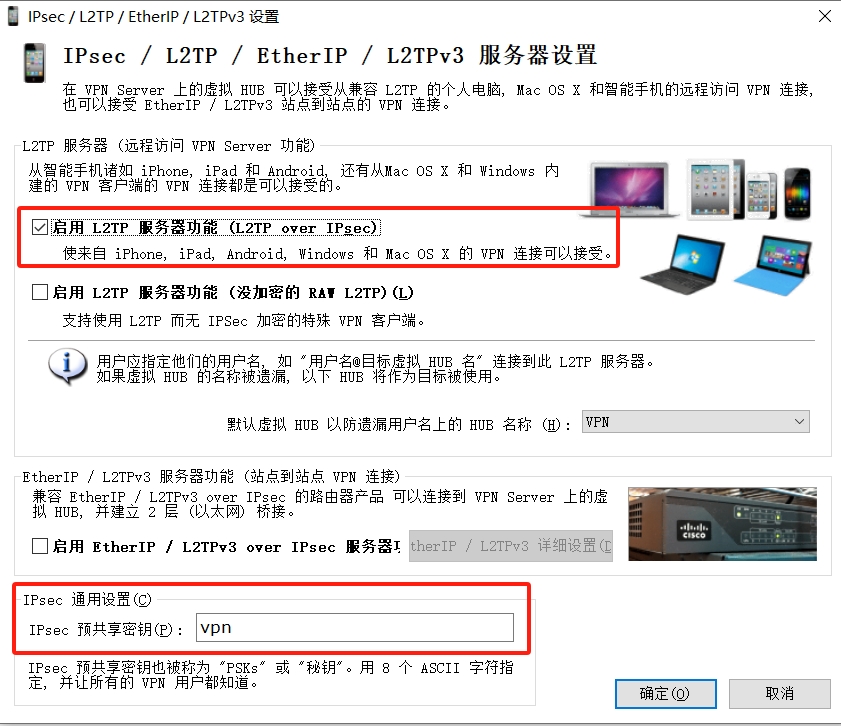 IPsec / L2TP / EtherIP / L2TPv3 设置
IPsec / L2TP / EtherIP / L2TPv3 服务器设置
在 VPN Server 上的虚拟 HUB 可以接受从兼容 L2TP 的个人电脑, Mac OS X 和智能手机的远程访问 VPN 连接,
也可以接受 EtherIP / L2TPv3 站点到站点的 VPN 连接。
L2TP 服务器 (远程访问 VPN Server 功能)
从智能手机诸如 iPhone, iPad 和 Android, 还有从Mac OS X 和 Windows 内
建的 VPN 客户端的 VPN 连接都是可以接受的。
启用 L2TP 服务器功能 (L2TP over IPsec)
使来自 iPhone, iPad, Android, Windows 和 Mac OS X 的 VPN 连接可以接受。
启用 L2TP 服务器功能 (没加密的 RAW L2TP)(L)
支持使用 L2TP 而无 IPSec 加密的特殊 VPN 客户端。
用户应指定他们的用户名, 如 "用户名@目标虚拟 HUB 名" 连接到此 L2TP 服务器。
如果虚拟 HUB 的名称被遗漏, 以下 HUB 将作为目标被使用。
默认虚拟 HUB 以防遗漏用户名上的 HUB 名称 (H): VPN
EtherIP / L2TPv3 服务器功能 (站点到站点 VPN 连接)
兼容 EtherIP / L2TPv3 over IPsec 的路由器产品 可以连接到 VPN Server 上的虚
拟 HUB, 并建立 2 层 (以太网) 桥接。
启用 EtherIP / L2TPv3 over IPsec 服务器 therIP / L2TPv3 详细设置(D
CISCO
IPsec 通用设置(C)
IPsec 预共享密钥(P): vpn
IPsec 预共享密钥也被称为 "PSKs" 或 "秘钥"。用 8 个 ASCII 字符指
定, 并让所有的 VPN 用户都知道。
确定(O) 取消